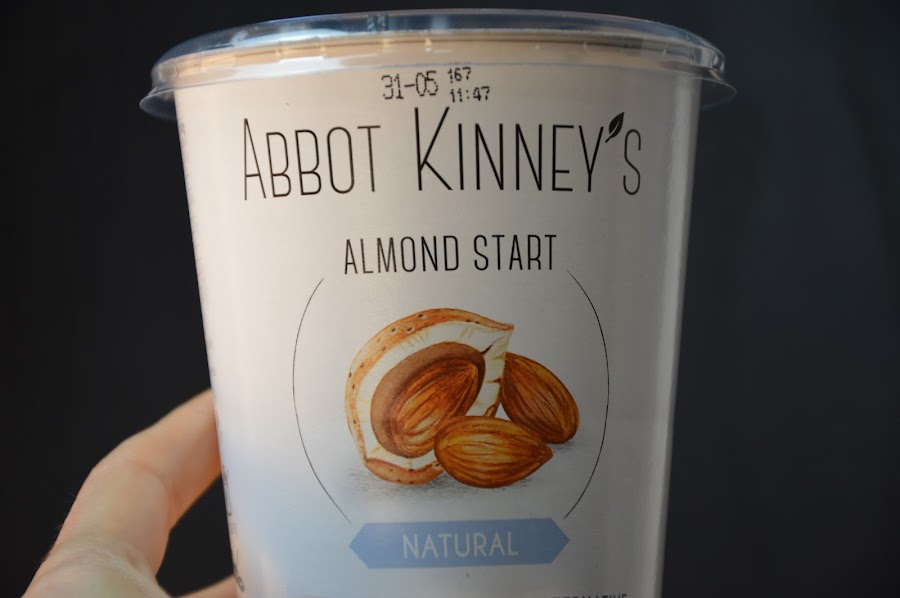 31-05 167
11:47
ABBOT KINNEY'S
ALMOND START
NATURAL